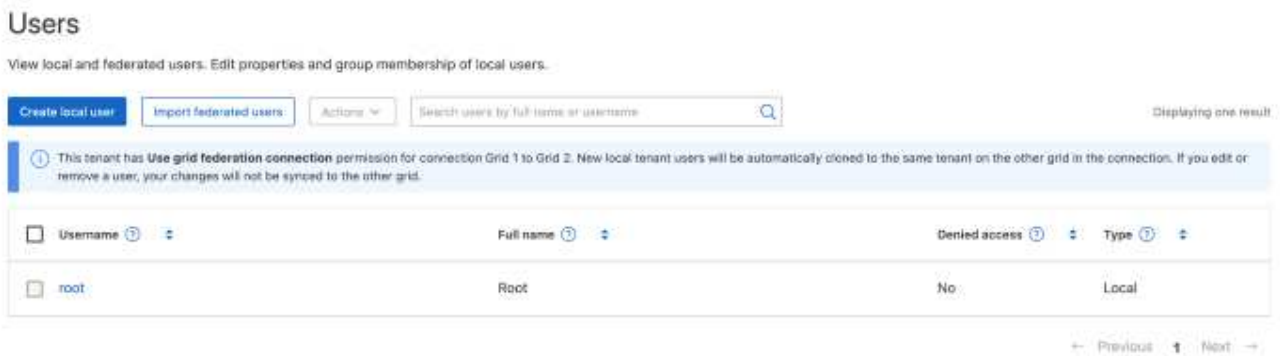 Users
View local and federated users. Edit properties and group membership of local users.
Create local user Import federated users Actions Search users by full name or username Displaying one result
This tenant has Use grid federation connection permission for connection Grid 1 to Grid 2. New local tenant users will be automatically cloned to the same tenant on the other grid in the connection. If you edit or
remove a user, your changes will not be synced to the other grid.
Username Full name Denied access Type
root Root No Local
← Previous 1 Next →